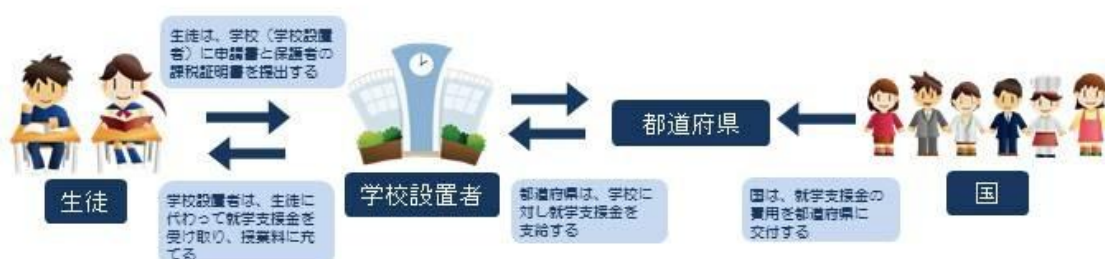 生徒は、学校（学校設置
者）に申請書と保護者の
課税証明書を提出する
生徒
学校設置者は、生徒に
代わって就学支援金を
受け取り、授業料に充
てる
学校設置者
都道府県は、学校に
対し就学支援金を
支給する
都道府県
国は、就学支援金の
費用を都道府県に
交付する
国